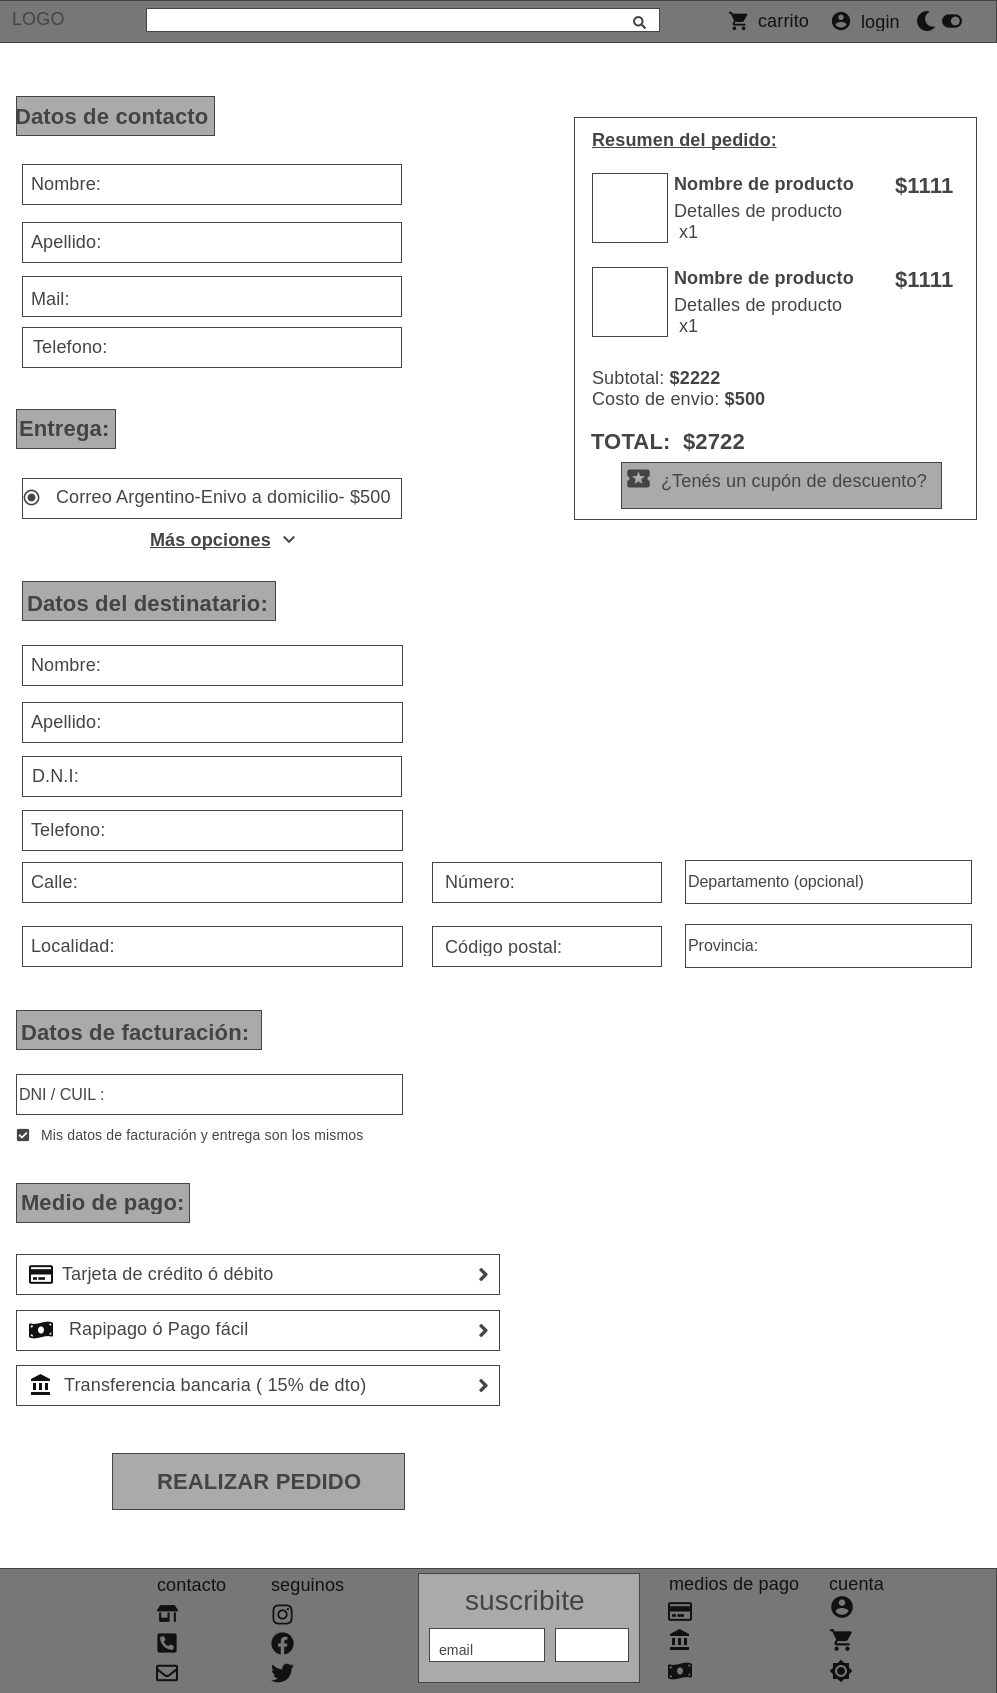 LOGO
carrito
login
Datos de contacto
Nombre:
Apellido:
Mail:
Telefono:
Entrega:
Correo Argentino-Enivo a domicilio- $500
Más opciones
Resumen del pedido:
Nombre de producto $1111
Detalles de producto
x1
Nombre de producto $1111
Detalles de producto
x1
Subtotal: $2222
Costo de envio: $500
TOTAL: $2722
¿Tenés un cupón de descuento?
Datos del destinatario:
Nombre:
Apellido:
D.N.I:
Telefono:
Calle: Número: Departamento (opcional)
Localidad: Código postal: Provincia:
Datos de facturación:
DNI / CUIL :
Mis datos de facturación y entrega son los mismos
Medio de pago:
Tarjeta de crédito ó débito
Rapipago ó Pago fácil
Transferencia bancaria ( 15% de dto)
REALIZAR PEDIDO
contacto
seguinos
suscribite
email
medios de pago
cuenta